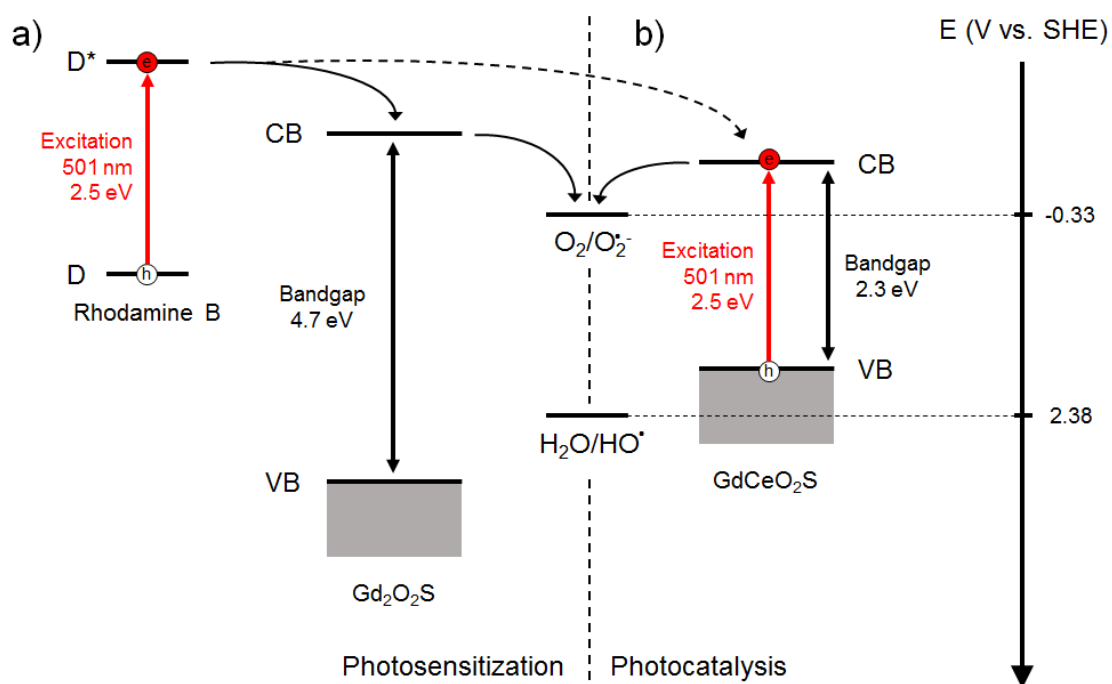 a)
D*
e
Excitation
501 nm
2.5 eV
D
h
Rhodamine B
CB
Bandgap
4.7 eV
VB
Gd₂O₂S
Photosensitization
O₂/O₂•-
H₂O/HO•
b)
e
CB
Excitation
501 nm
2.5 eV
Bandgap
2.3 eV
h
VB
GdCeO₂S
Photocatalysis
E (V vs. SHE)
-0.33
2.38